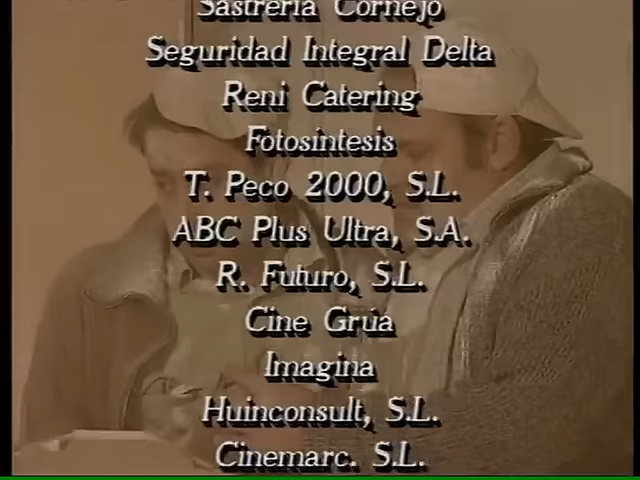 Sastrería Cornejo
Seguridad Integral Delta
Reni Catering
Fotosíntesis
T. Peco 2000, S.L.
ABC Plus Ultra, S.A.
R. Futuro, S.L.
Cine Grúa
Imagina
Huinconsult, S.L.
Cinemarc. S.L.